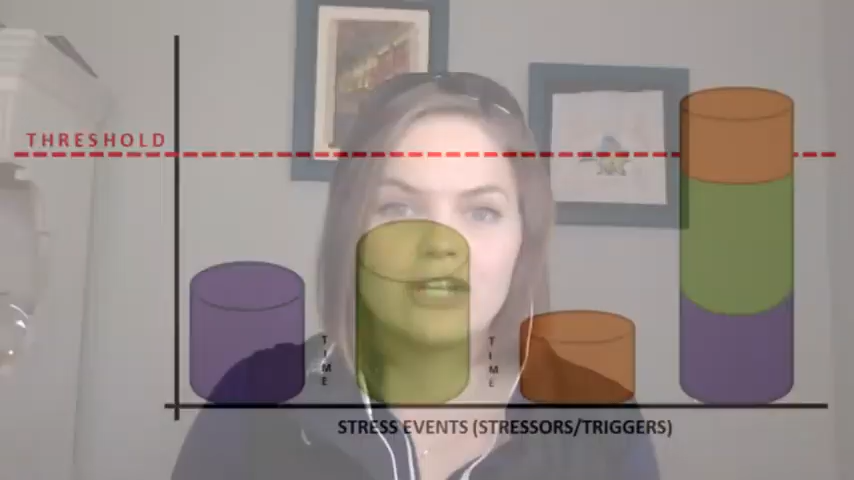 THRESHOLD
TIME
TIME
STRESS EVENTS (STRESSORS/TRIGGERS)